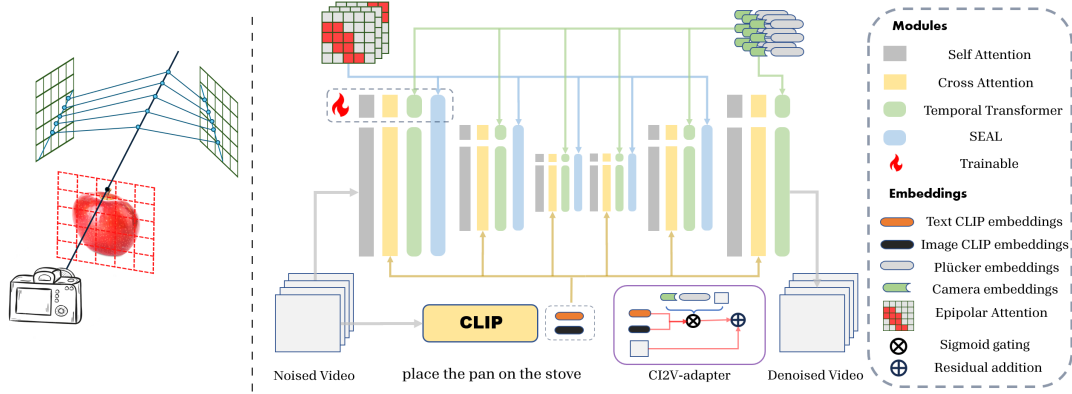 CLIP
Noised Video
place the pan on the stove
CI2V-adapter
Denoised Video
Modules
Self Attention
Cross Attention
Temporal Transformer
SEAL
Trainable
Embeddings
Text CLIP embeddings
Image CLIP embeddings
Plücker embeddings
Camera embeddings
Epipolar Attention
Sigmoid gating
Residual addition